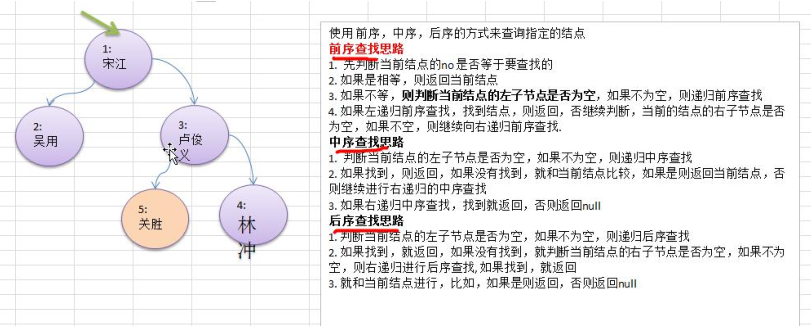 1:
宋江
2:
吴用
3:
卢俊
义
5:
关胜
4:
林
冲
使用前序，中序，后序的方式来查询指定的结点
前序查找思路
1. 先判断当前结点的no是否等于要查找的
2. 如果是相等，则返回当前结点
3. 如果不等，则判断当前结点的左子节点是否为空，如果不为空，则递归前序查找
4. 如果左递归前序查找，找到结点，则返回，否继续判断，当前的结点的右子节点是否
为空，如果不空，则继续向右递归前序查找.
中序查找思路
1. 判断当前结点的左子节点是否为空，如果不为空，则递归中序查找
2. 如果找到，则返回，如果没有找到，就和当前结点比较，如果是则返回当前结点，否
则继续进行右递归的中序查找
3. 如果右递归中序查找，找到就返回，否则返回null
后序查找思路
1. 判断当前结点的左子节点是否为空，如果不为空，则递归后序查找
2. 如果找到，就返回，如果没有找到，就判断当前结点的右子节点是否为空，如果不为
空，则右递归进行后序查找, 如果找到，就返回
3. 就和当前结点进行，比如，如果是则返回，否则返回null